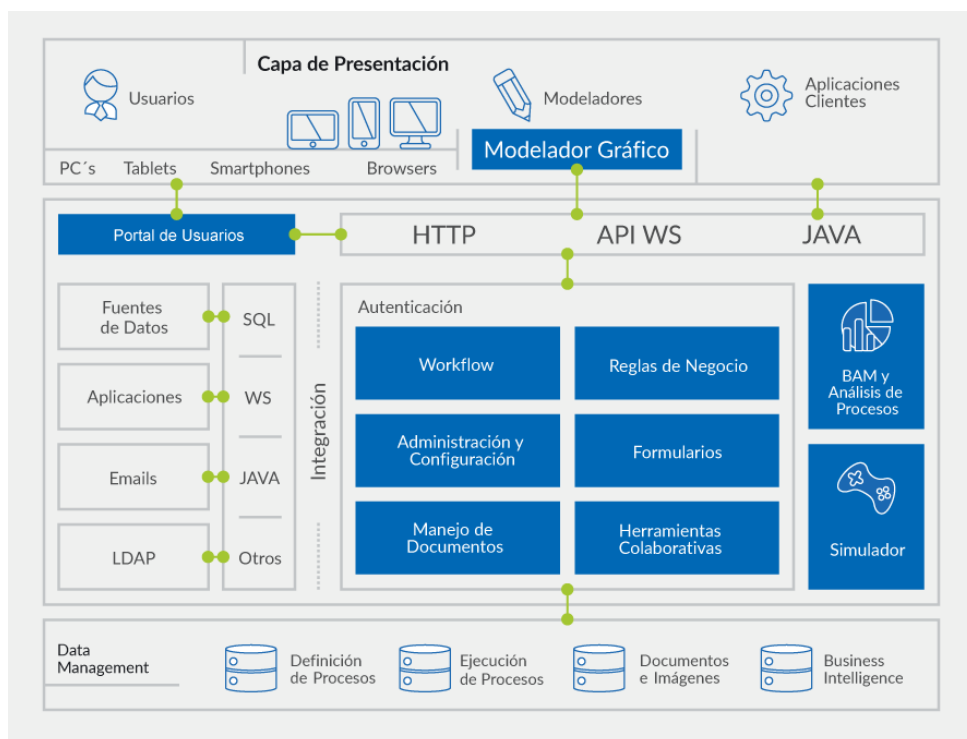 Capa de Presentación
Usuarios
Modeladores
Aplicaciones
Clientes
PC´s
Tablets
Smartphones
Browsers
Modelador Gráfico
Portal de Usuarios
HTTP
API WS
JAVA
Fuentes
de Datos
SQL
Aplicaciones
WS
Emails
JAVA
LDAP
Otros
Integración
Autenticación
Workflow
Reglas de Negocio
Administración y
Configuración
Formularios
Manejo de
Documentos
Herramientas
Colaborativas
BAM y
Análisis de
Procesos
Simulador
Data
Management
Definición
de Procesos
Ejecución
de Procesos
Documentos
e Imágenes
Business
Intelligence